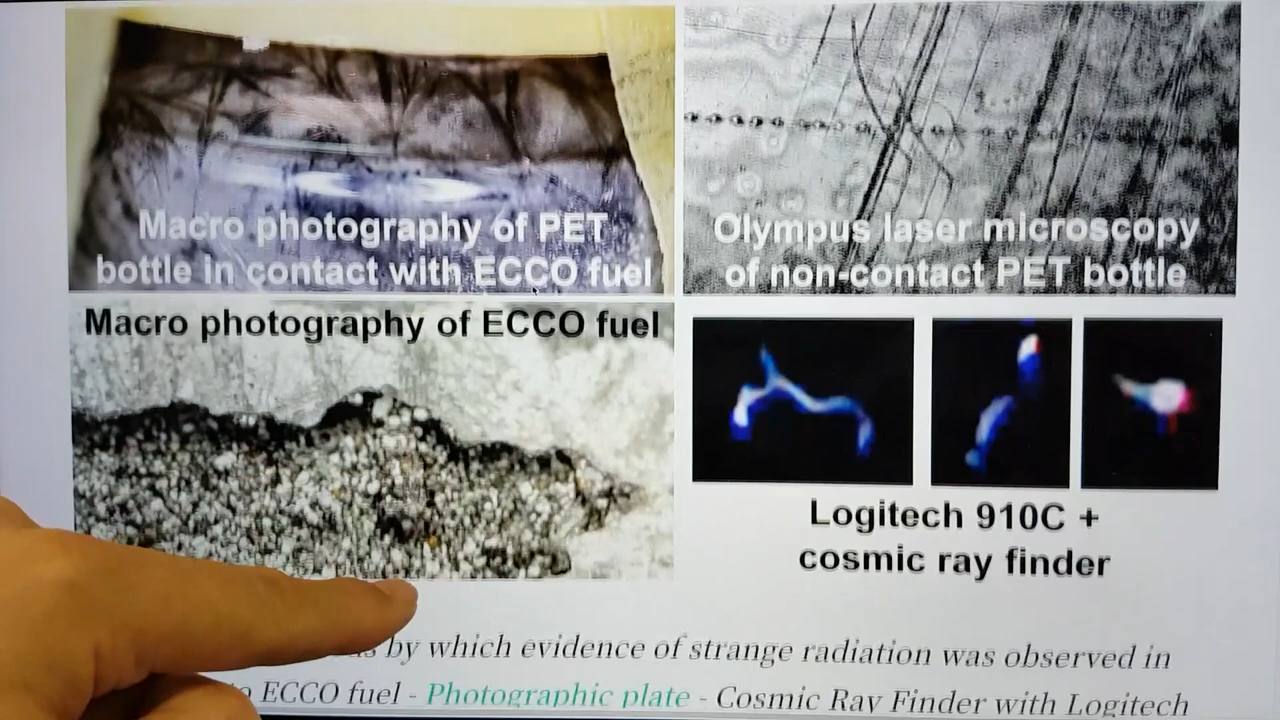 Macro photography of PET
bottle in contact with ECCO fuel
Olympus laser microscopy
of non-contact PET bottle
Macro photography of ECCO fuel
Logitech 910C +
cosmic ray finder
by which evidence of strange radiation was observed in
ECCO fuel - Photographic plate - Cosmic Ray Finder with Logitech